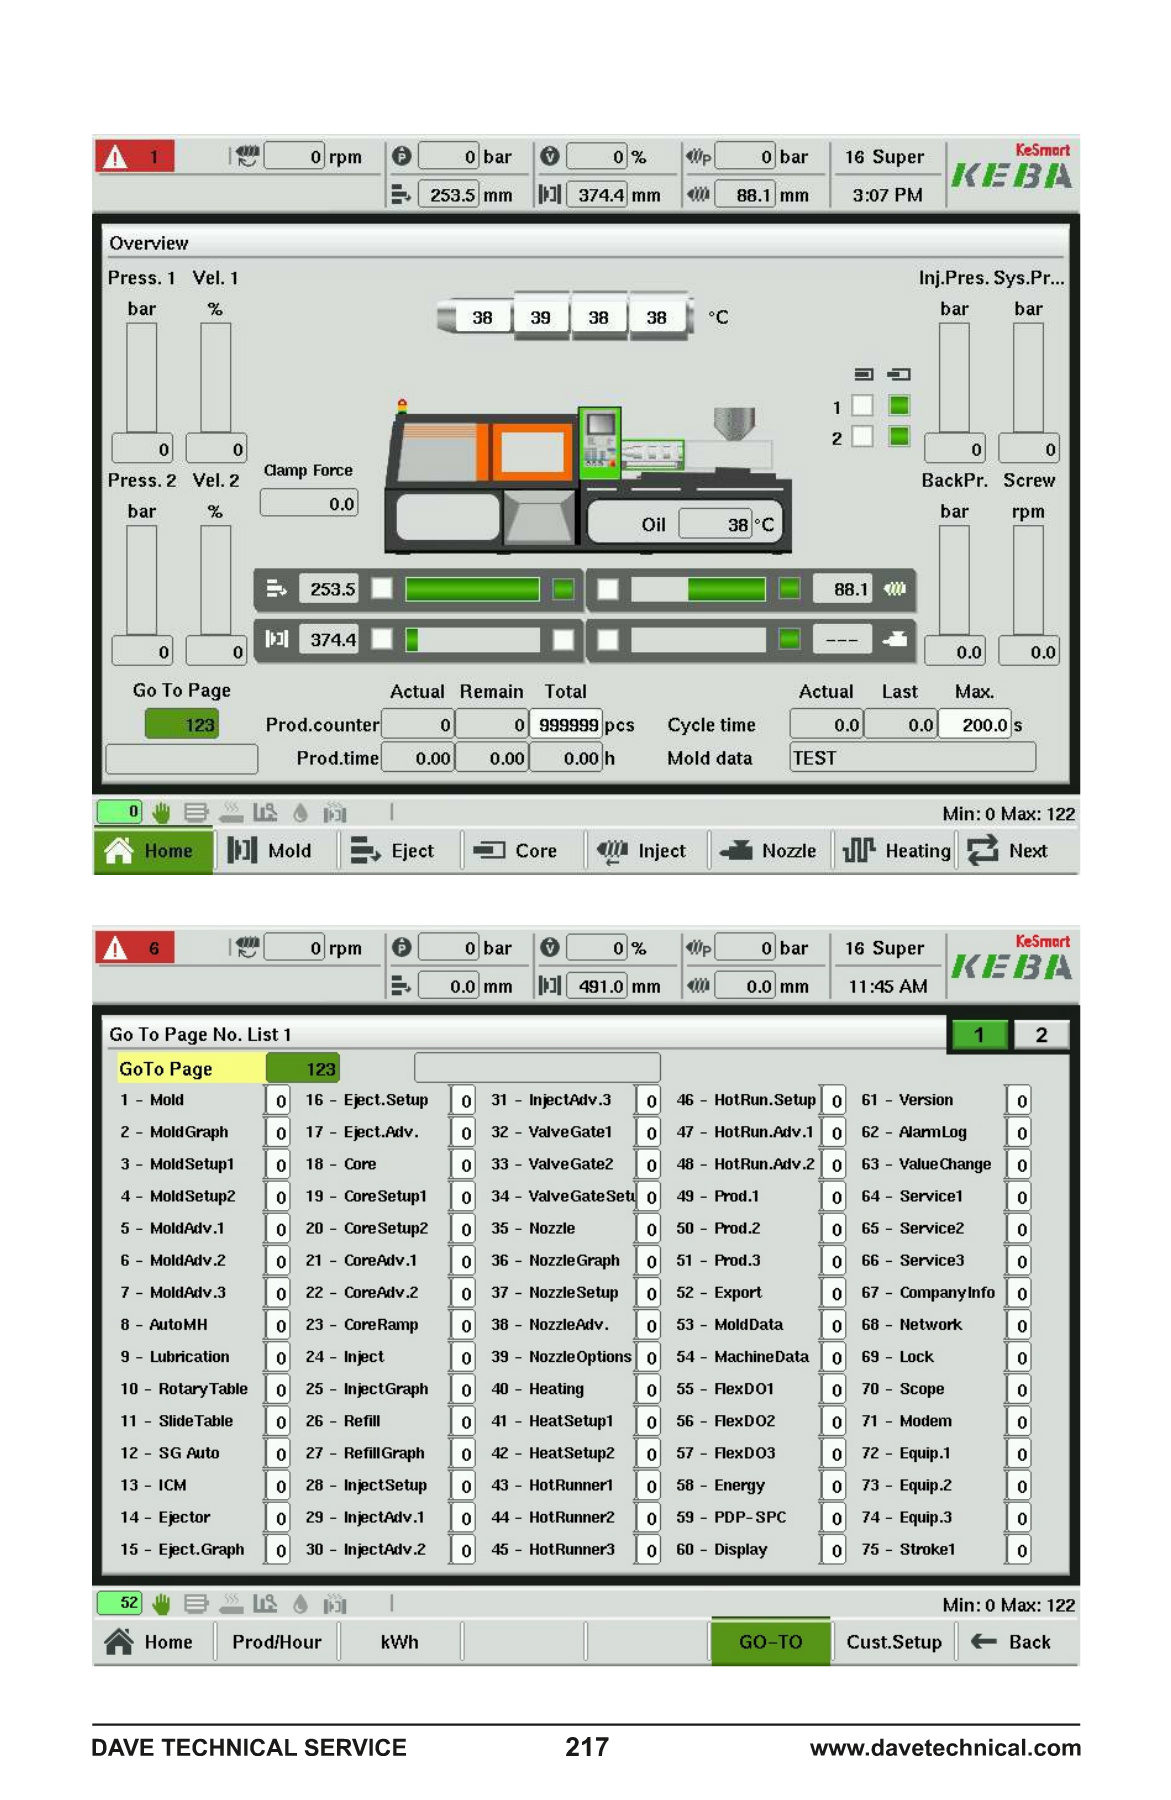 1 0 rpm 0 bar 0 % 0 bar 16 Super KeSmart
KEBA
253.5 mm 374.4 mm 88.1 mm 3:07 PM
Overview
Press. 1 Vel. 1 Inj.Pres. Sys.Pr...
bar % bar bar
38 39 38 38 °C
1
2
0 0 0 0
Press. 2 Vel. 2 Clamp Force BackPr. Screw
0.0
bar % bar rpm
Oil 38 °C
253.5 88.1
374.4 ---
0 0 0.0 0.0
Go To Page Actual Remain Total Actual Last Max.
123 Prod.counter 0 0 999999 pcs Cycle time 0.0 0.0 200.0 s
Prod.time 0.00 0.00 0.00 h Mold data TEST
0 Min: 0 Max: 122
Home Mold Eject Core Inject Nozzle Heating Next
6 0 rpm 0 bar 0 % 0 bar 16 Super KeSmart
KEBA
0.0 mm 491.0 mm 0.0 mm 11:45 AM
Go To Page No. List 1 1 2
GoTo Page 123
1 - Mold 0 16 - Eject.Setup 0 31 - InjectAdv.3 0 46 - HotRun.Setup 0 61 - Version 0
2 - MoldGraph 0 17 - Eject.Adv. 0 32 - ValveGate1 0 47 - HotRun.Adv.1 0 62 - AlarmLog 0
3 - MoldSetup1 0 18 - Core 0 33 - ValveGate2 0 48 - HotRun.Adv.2 0 63 - ValueChange 0
4 - MoldSetup2 0 19 - CoreSetup1 0 34 - ValveGateSetu 0 49 - Prod.1 0 64 - Service1 0
5 - MoldAdv.1 0 20 - CoreSetup2 0 35 - Nozzle 0 50 - Prod.2 0 65 - Service2 0
6 - MoldAdv.2 0 21 - CoreAdv.1 0 36 - NozzleGraph 0 51 - Prod.3 0 66 - Service3 0
7 - MoldAdv.3 0 22 - CoreAdv.2 0 37 - NozzleSetup 0 52 - Export 0 67 - CompanyInfo 0
8 - AutoMH 0 23 - CoreRamp 0 38 - NozzleAdv. 0 53 - MoldData 0 68 - Network 0
9 - Lubrication 0 24 - Inject 0 39 - NozzleOptions 0 54 - MachineData 0 69 - Lock 0
10 - RotaryTable 0 25 - InjectGraph 0 40 - Heating 0 55 - FlexDO1 0 70 - Scope 0
11 - SlideTable 0 26 - Refill 0 41 - HeatSetup1 0 56 - FlexDO2 0 71 - Modem 0
12 - SG Auto 0 27 - RefillGraph 0 42 - HeatSetup2 0 57 - FlexDO3 0 72 - Equip.1 0
13 - ICM 0 28 - InjectSetup 0 43 - HotRunner1 0 58 - Energy 0 73 - Equip.2 0
14 - Ejector 0 29 - InjectAdv.1 0 44 - HotRunner2 0 59 - PDP-SPC 0 74 - Equip.3 0
15 - Eject.Graph 0 30 - InjectAdv.2 0 45 - HotRunner3 0 60 - Display 0 75 - Stroke1 0
52 Min: 0 Max: 122
Home Prod/Hour kWh GO-TO Cust.Setup Back
DAVE TECHNICAL SERVICE 217 www.davetechnical.com